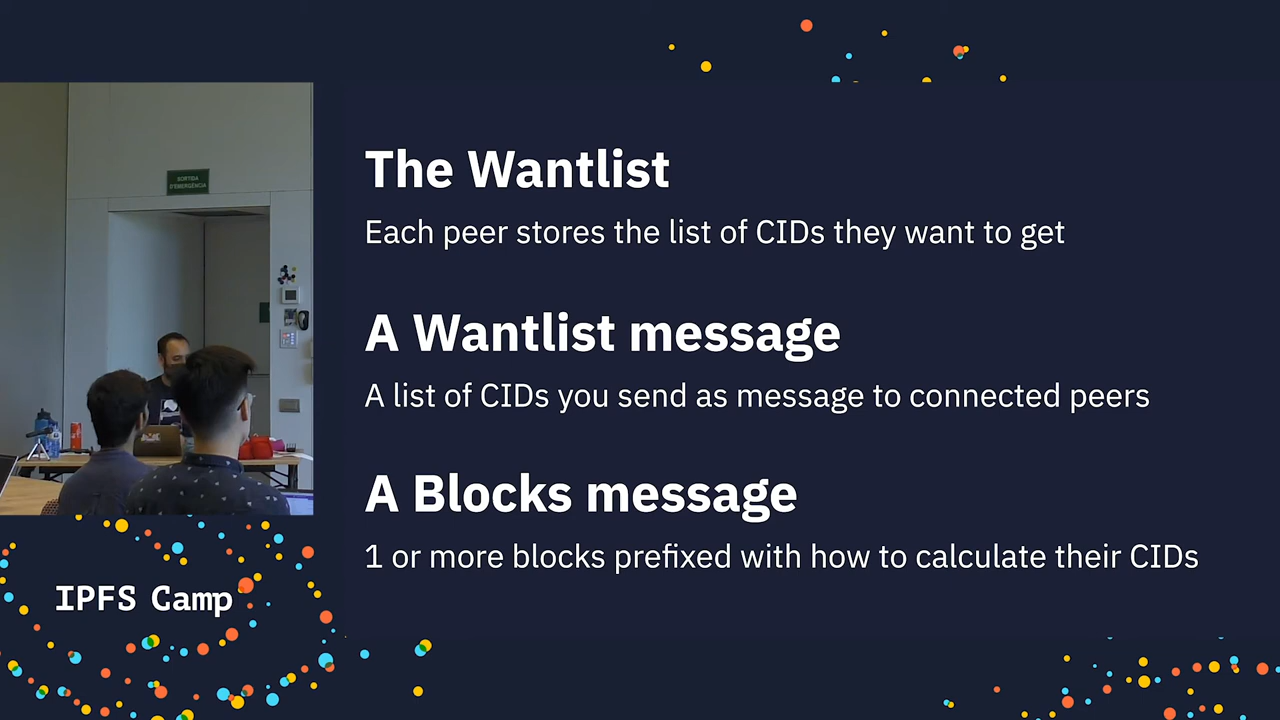 SORTIDA
D'EMERGÈNCIA
The Wantlist
Each peer stores the list of CIDs they want to get
A Wantlist message
A list of CIDs you send as message to connected peers
A Blocks message
1 or more blocks prefixed with how to calculate their CIDs
IPFS Camp